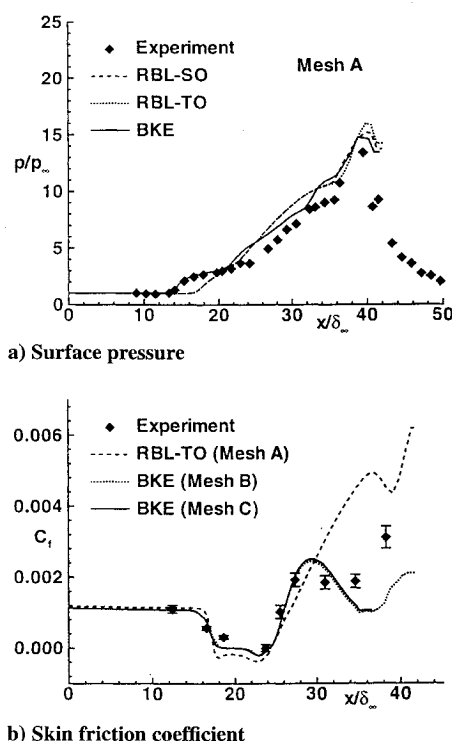 25
Experiment
RBL-SO
Mesh A
20
RBL-TO
BKE
p/p∞
15
10
5
0
0 10 20 30 40 50
x/δ∞
a) Surface pressure
Experiment
0.006
RBL-TO (Mesh A)
BKE (Mesh B)
BKE (Mesh C)
0.004
Cf
0.002
0.000
0 10 20 30 40
x/δ∞
b) Skin friction coefficient